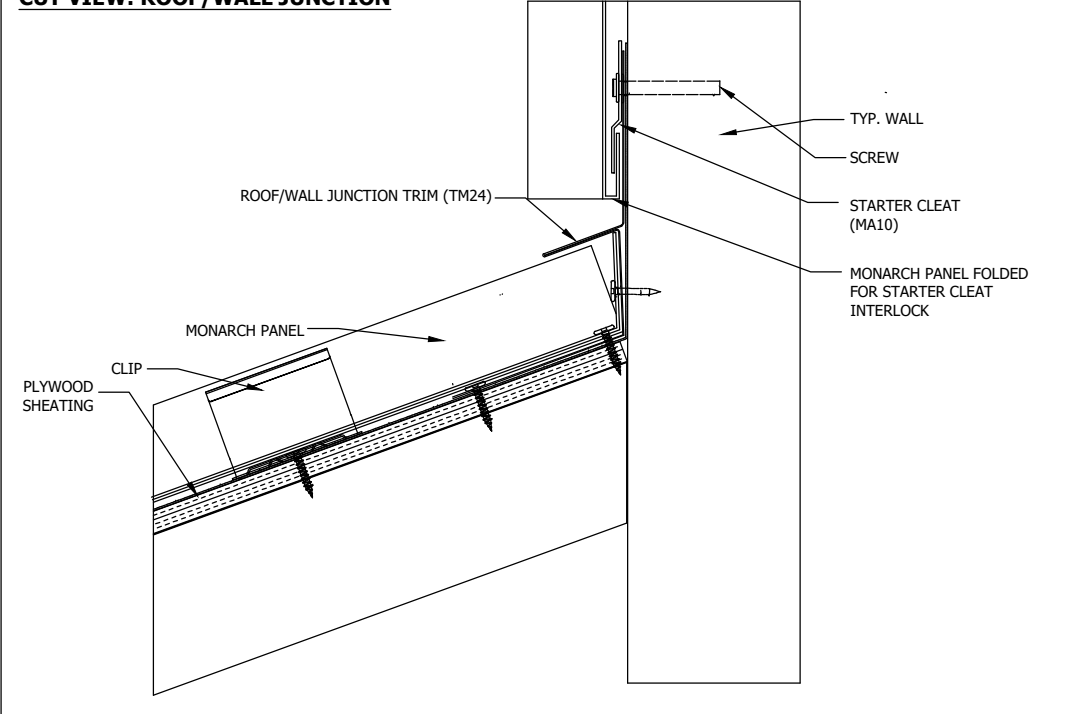 CUT VIEW: ROOF/WALL JUNCTION
TYP. WALL
SCREW
ROOF/WALL JUNCTION TRIM (TM24)
STARTER CLEAT
(MA10)
MONARCH PANEL FOLDED
FOR STARTER CLEAT
INTERLOCK
MONARCH PANEL
CLIP
PLYWOOD
SHEATING